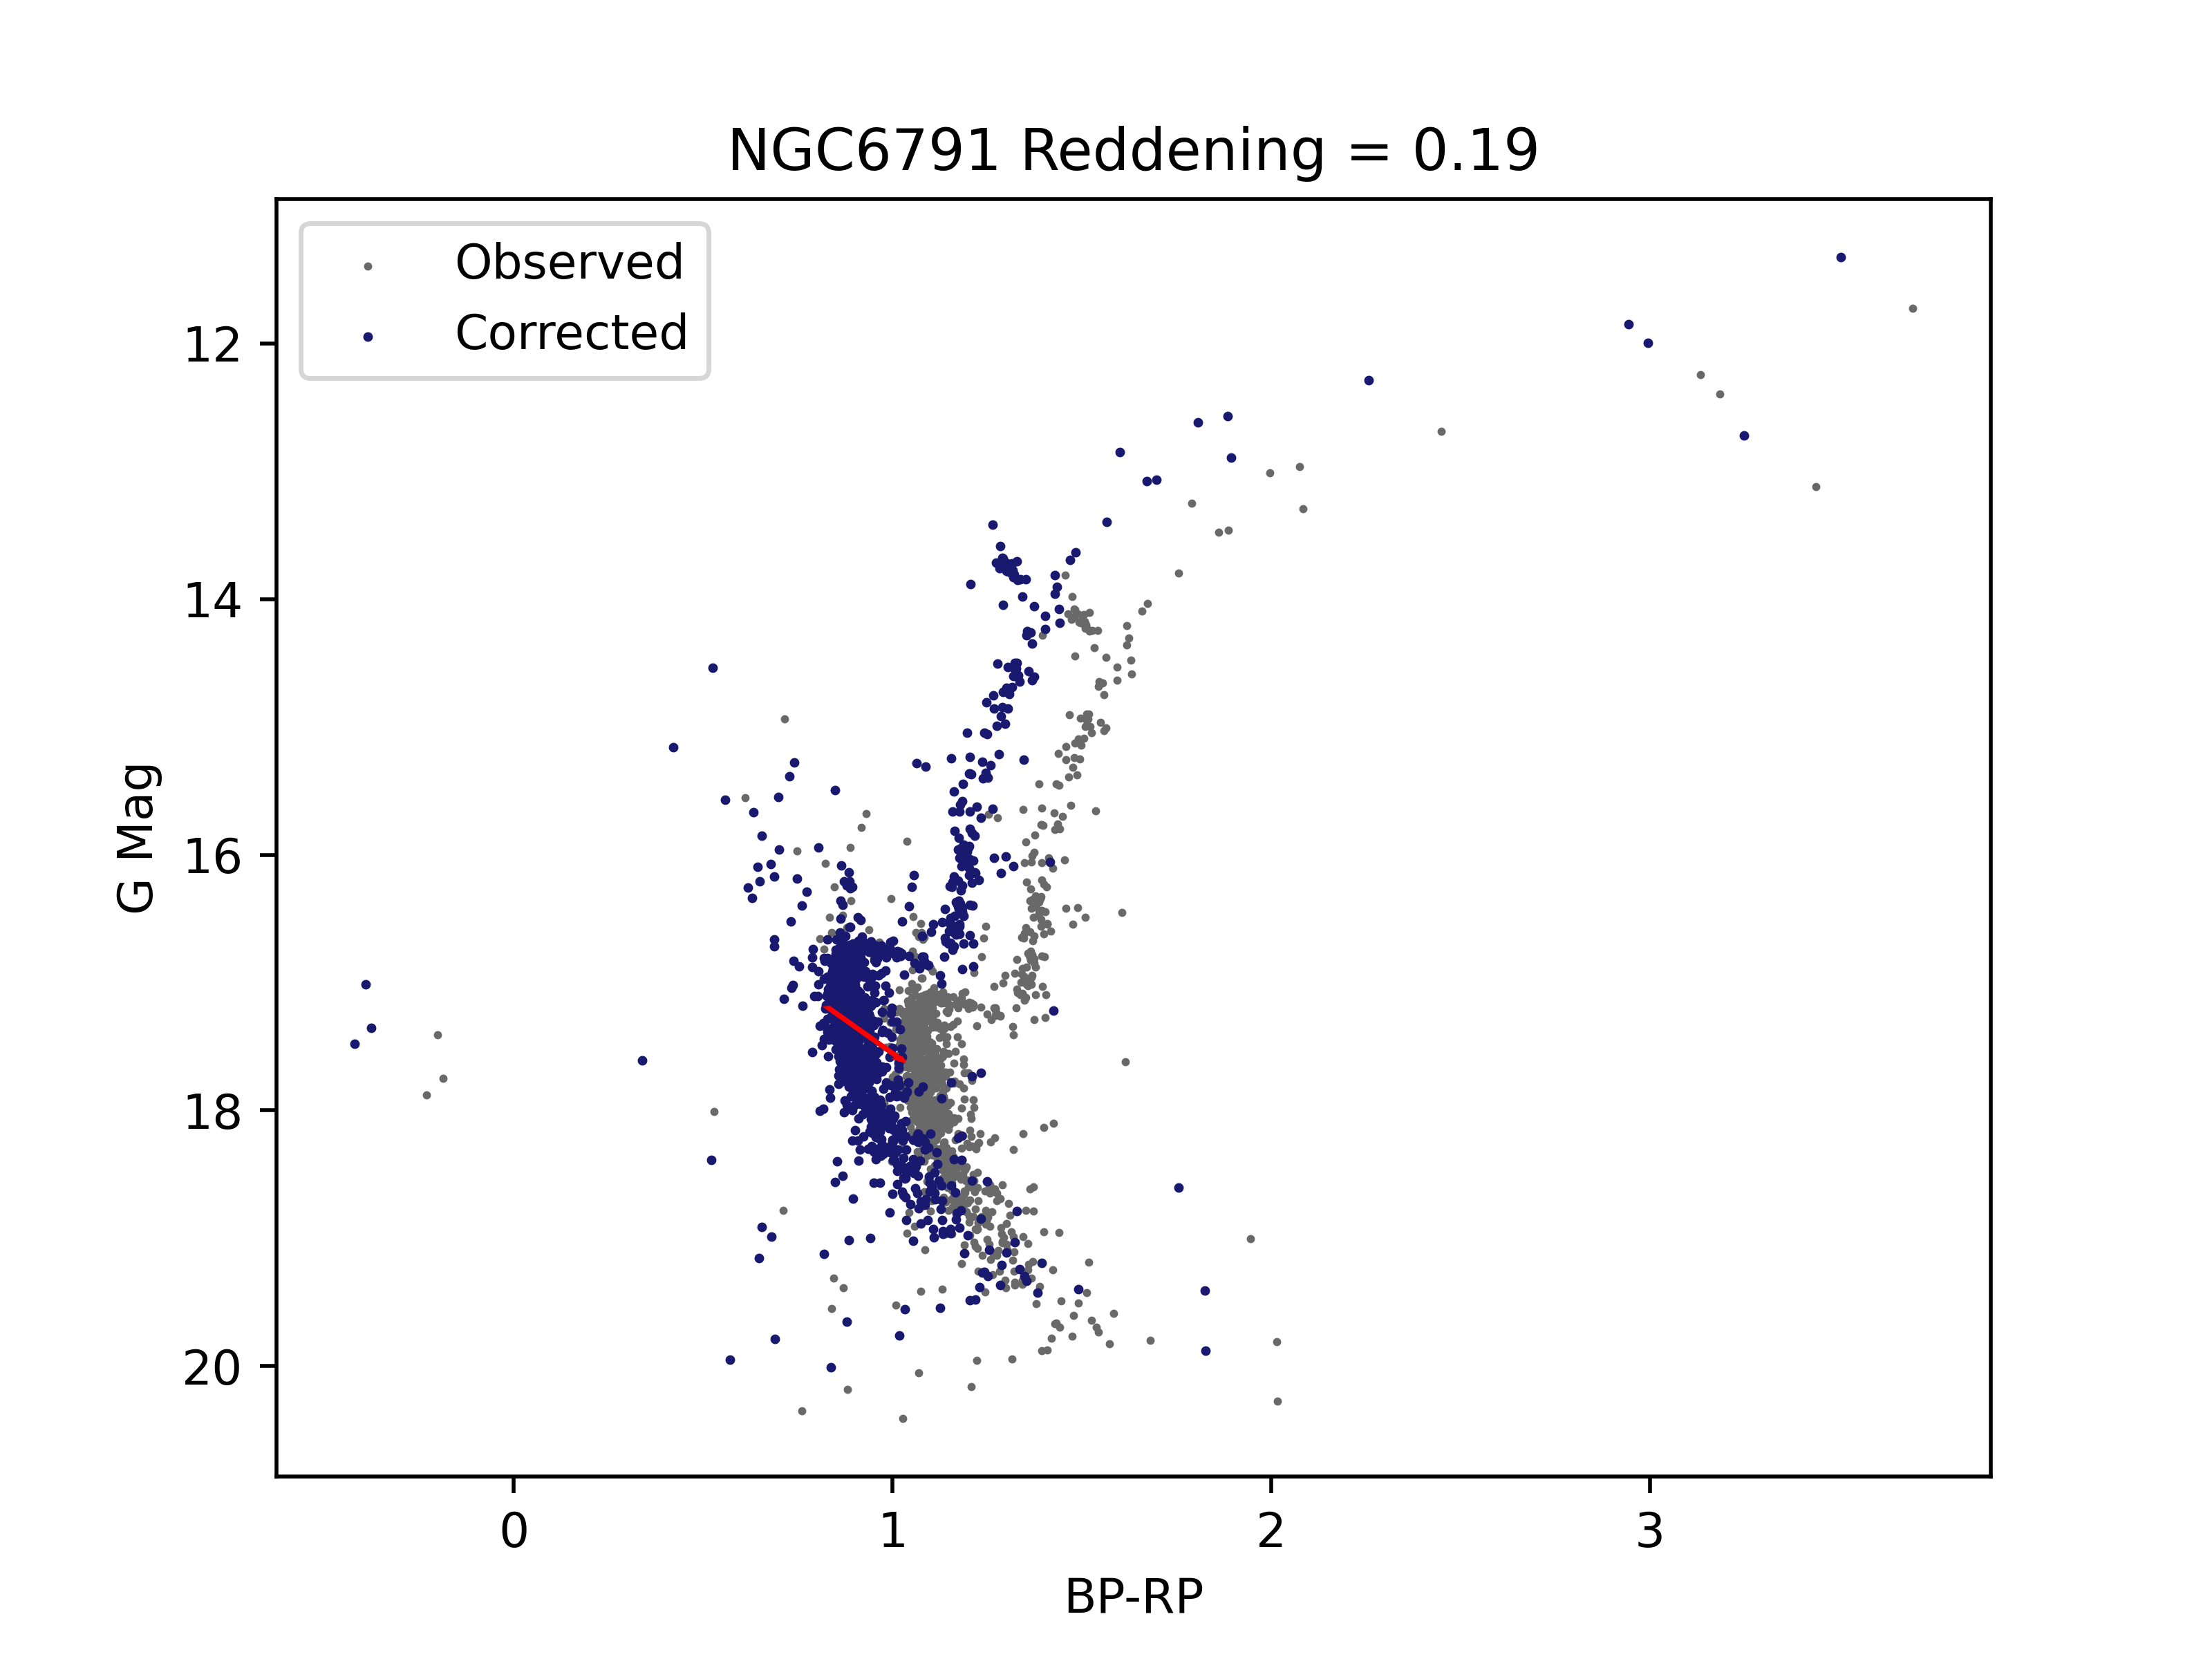 NGC6791 Reddening = 0.19
Observed
Corrected
12
14
16
18
20
G Mag
0 1 2 3
BP-RP